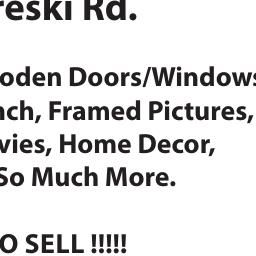 reski Rd.
oden Doors/Windows
nch, Framed Pictures,
vies, Home Decor,
So Much More.
O SELL !!!!!